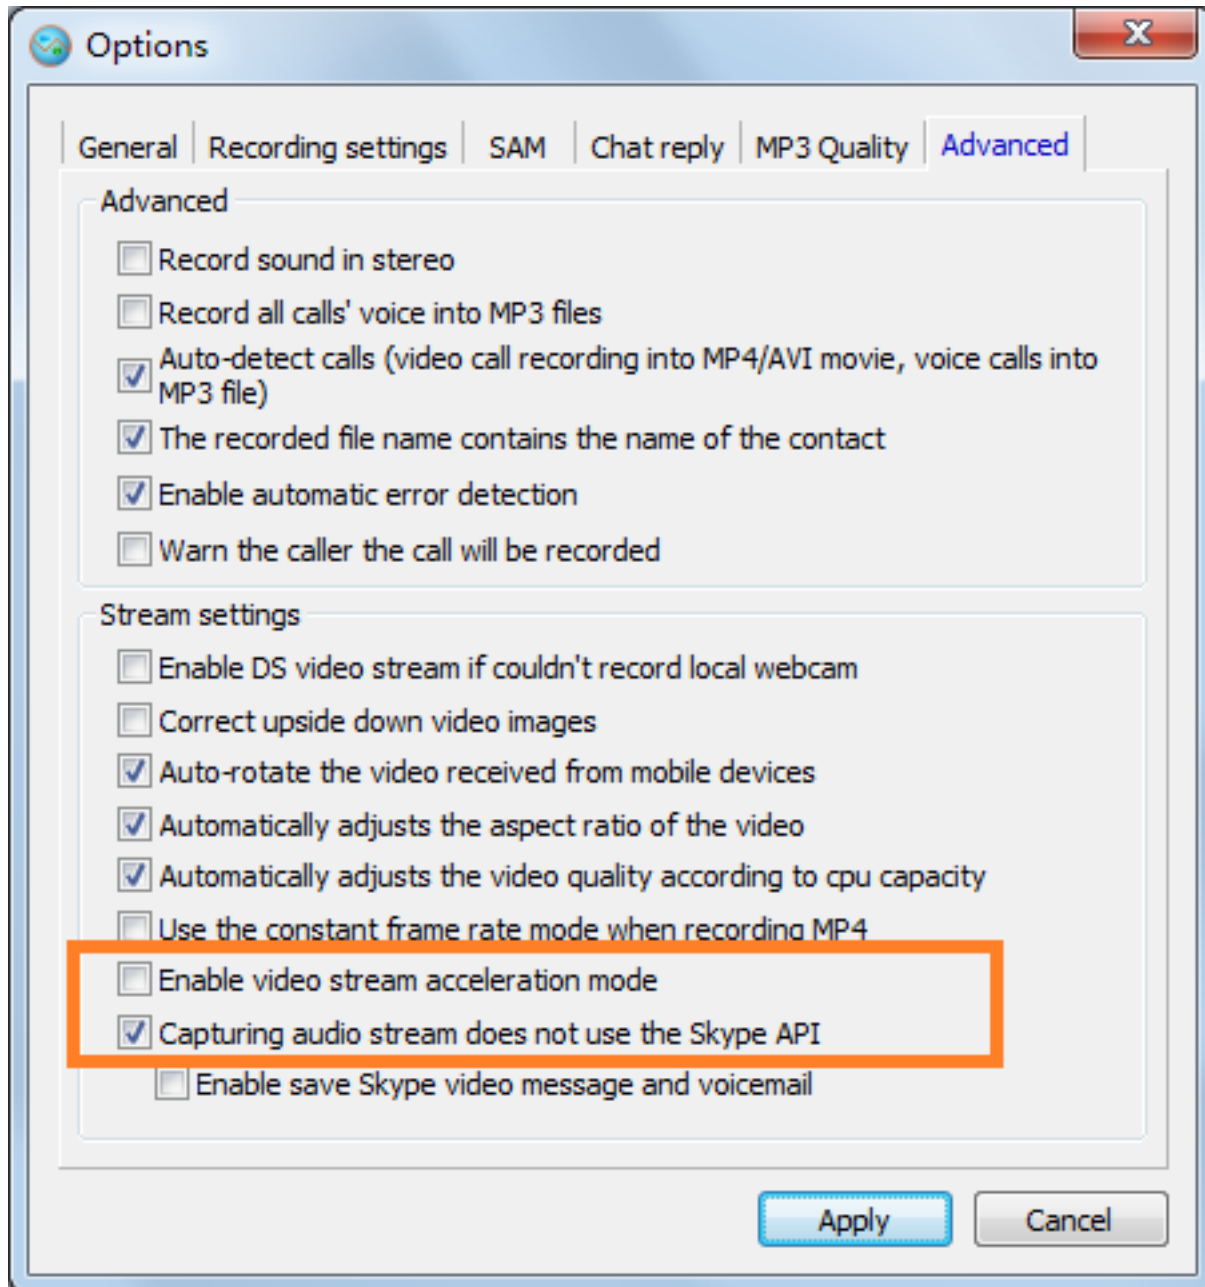 Options
General
Recording settings
SAM
Chat reply
MP3 Quality
Advanced
Advanced
Record sound in stereo
Record all calls' voice into MP3 files
Auto-detect calls (video call recording into MP4/AVI movie, voice calls into
MP3 file)
The recorded file name contains the name of the contact
Enable automatic error detection
Warn the caller the call will be recorded
Stream settings
Enable DS video stream if couldn't record local webcam
Correct upside down video images
Auto-rotate the video received from mobile devices
Automatically adjusts the aspect ratio of the video
Automatically adjusts the video quality according to cpu capacity
Use the constant frame rate mode when recording MP4
Enable video stream acceleration mode
Capturing audio stream does not use the Skype API
Enable save Skype video message and voicemail
Apply
Cancel